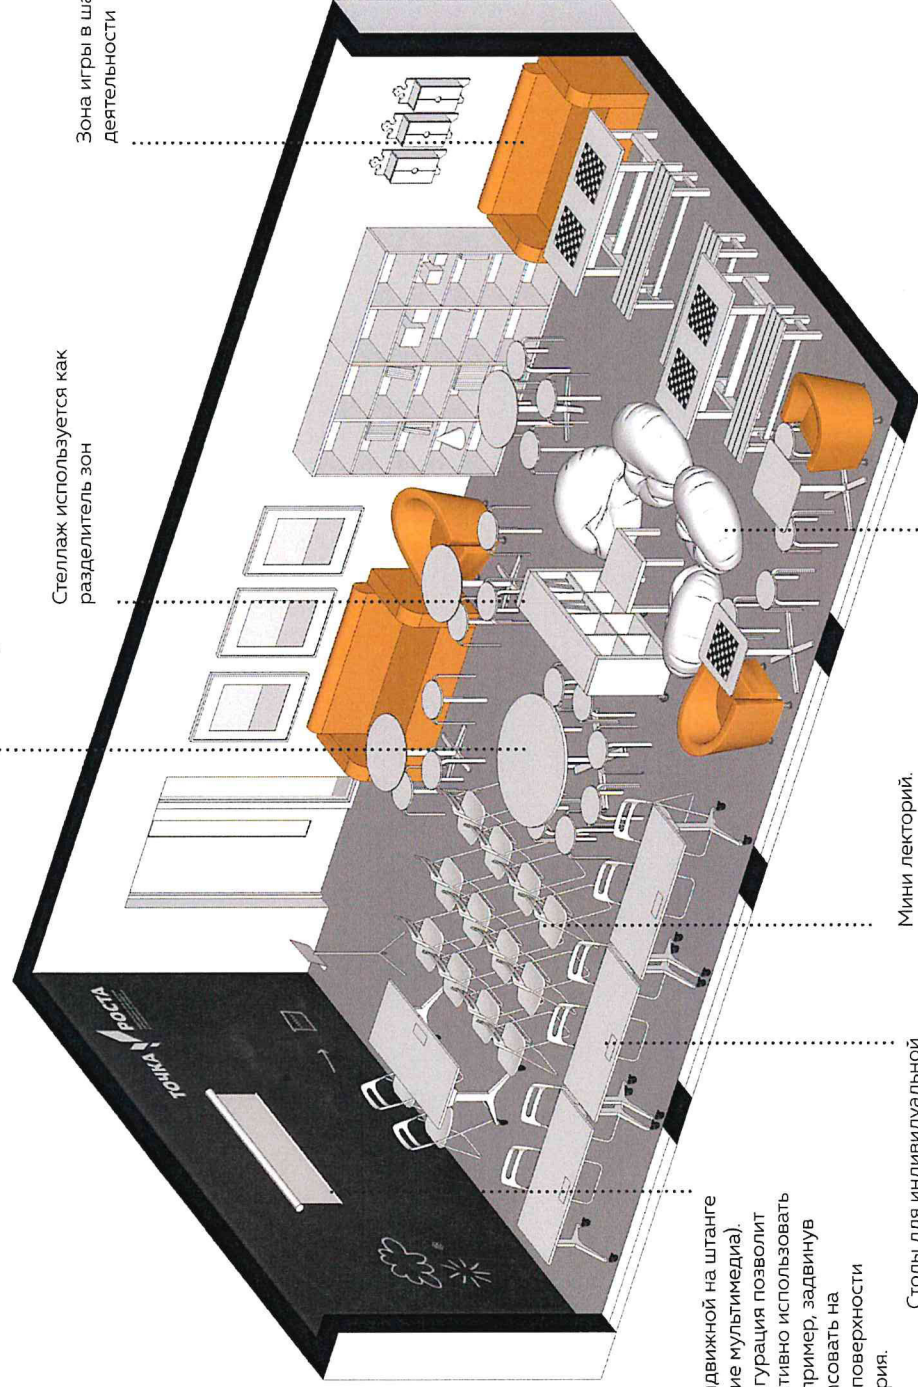 Зона игры в ша
деятельности
Стеллаж используется как
разделитель зон
ТОЧКА РОСТА
движной на штанге
ие мультимедиа).
гурация позволит
тивно использовать
пример, задвинув
совать на
поверхности
рия.
Столы для индивидуальной
Мини лекторий.